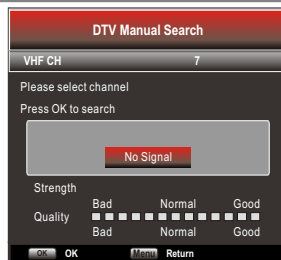 DTV Manual Search
VHF CH 7
Please select channel
Press OK to search
No Signal
Strength
Bad Normal Good
Quality
Bad Normal Good
OK OK Menu Return